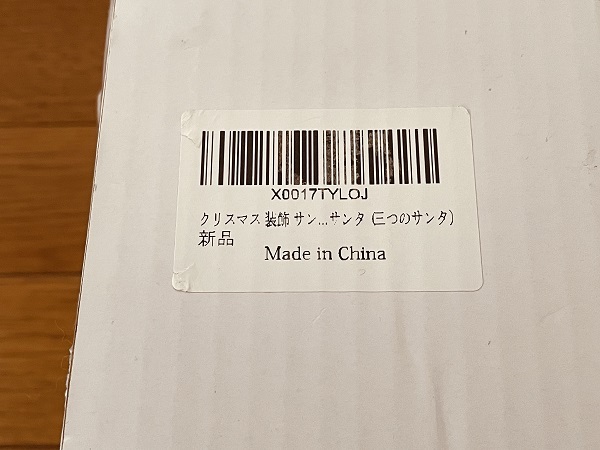 X0017TYLOJ
クリスマス 装飾 サン...サンタ (三つのサンタ)
新品
Made in China